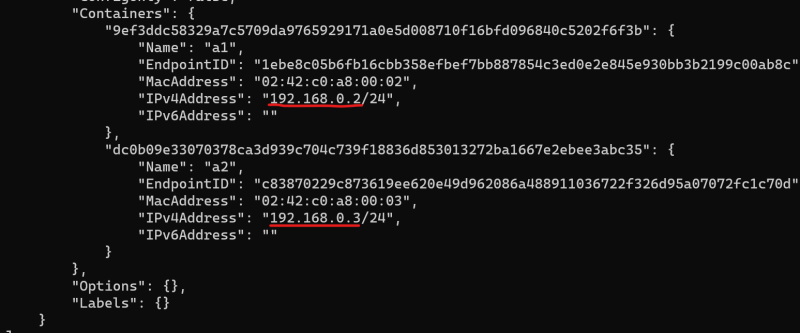 "Containers": {
"9ef3ddc58329a7c5709da9765929171a0e5d008710f16bfd096840c5202f6f3b": {
"Name": "a1",
"EndpointID": "1ebe8c05b6fb16cbb358efbef7bb887854c3ed0e2e845e930bb3b2199c00ab8c"
"MacAddress": "02:42:c0:a8:00:02",
"IPv4Address": "192.168.0.2/24",
"IPv6Address": ""
},
"dc0b09e33070378ca3d939c704c739f18836d853013272ba1667e2ebee3abc35": {
"Name": "a2",
"EndpointID": "c83870229c873619ee620e49d962086a488911036722f326d95a07072fc1c70d"
"MacAddress": "02:42:c0:a8:00:03",
"IPv4Address": "192.168.0.3/24",
"IPv6Address": ""
}
},
"Options": {},
"Labels": {}
}